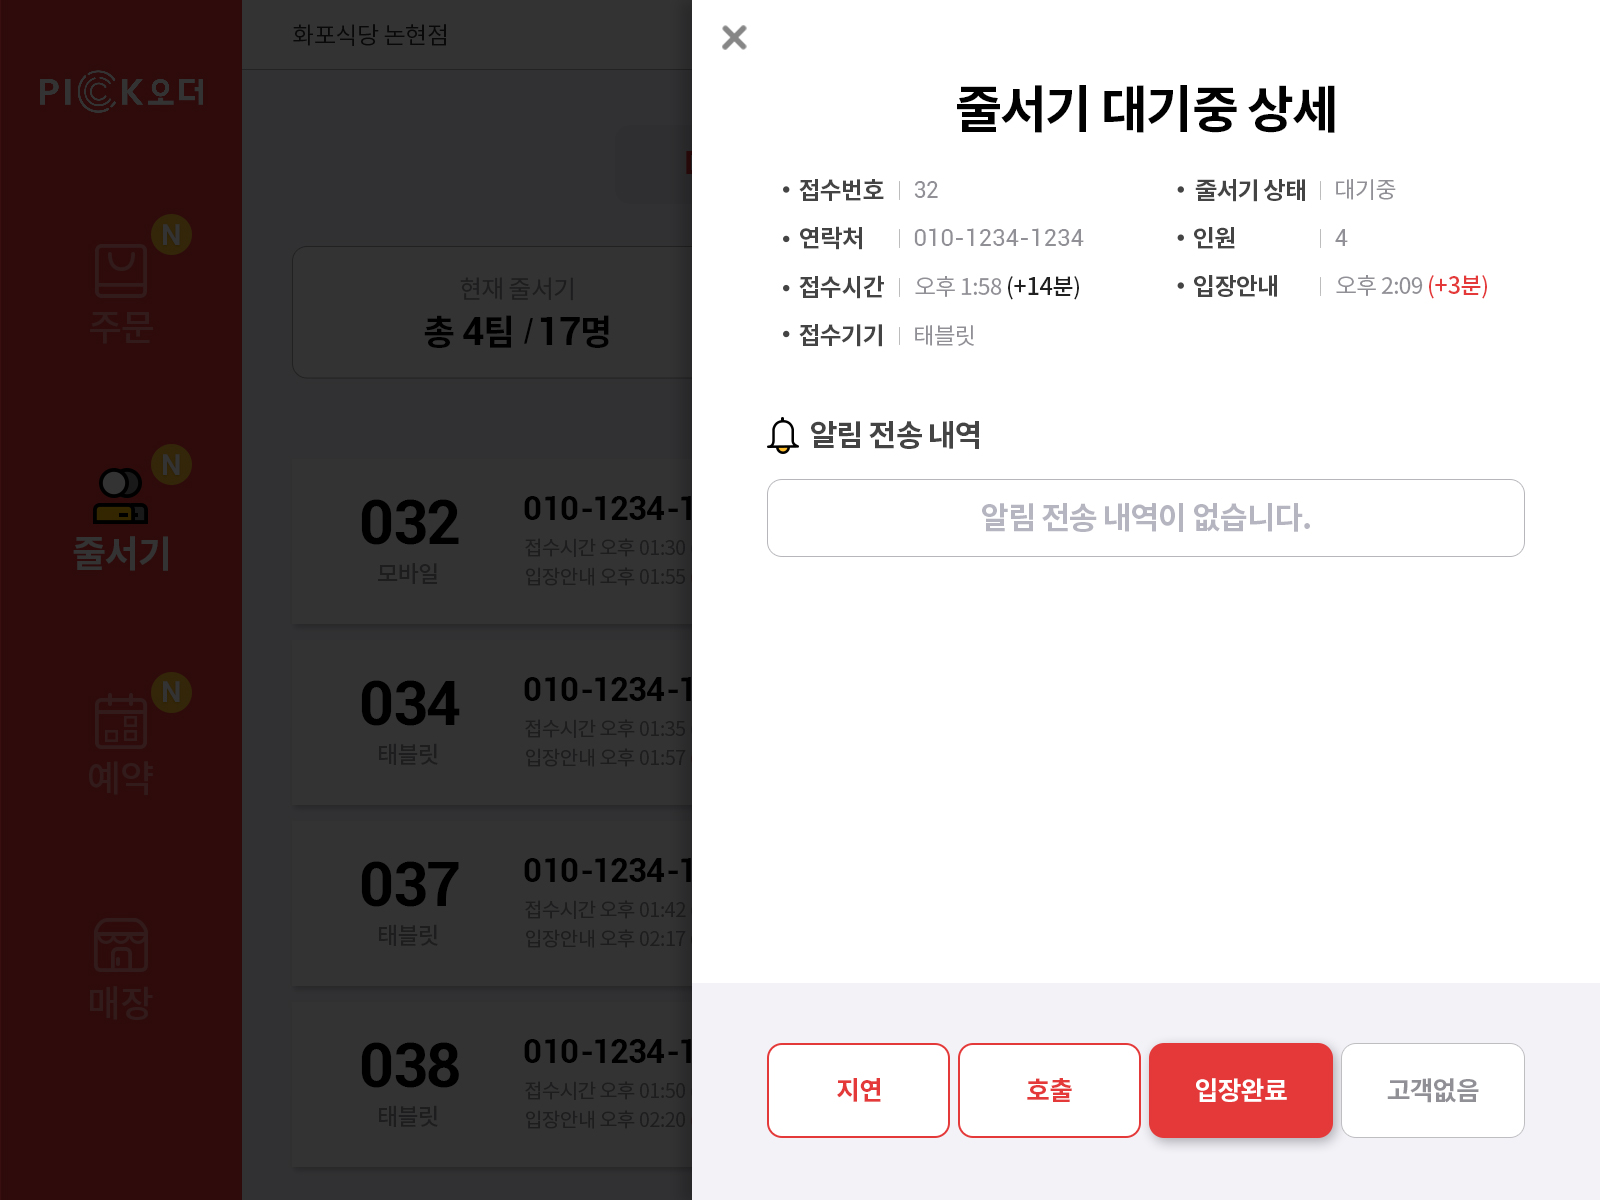 PICK오더
N
주문
N
줄서기
N
예약
매장
화포식당 논현점
현재 줄서기
총 4팀 / 17명
032
모바일
010-1234-1
접수시간 오후 01:30
입장안내 오후 01:55
034
태블릿
010-1234-1
접수시간 오후 01:35
입장안내 오후 01:57
037
태블릿
010-1234-1
접수시간 오후 01:42
입장안내 오후 02:17
038
태블릿
010-1234-1
접수시간 오후 01:50
입장안내 오후 02:20
줄서기 대기중 상세
• 접수번호 | 32
• 줄서기 상태 | 대기중
• 연락처 | 010-1234-1234
• 인원 | 4
• 접수시간 | 오후 1:58 (+14분)
• 입장안내 | 오후 2:09 (+3분)
• 접수기기 | 태블릿
알림 전송 내역
알림 전송 내역이 없습니다.
지연
호출
입장완료
고객없음